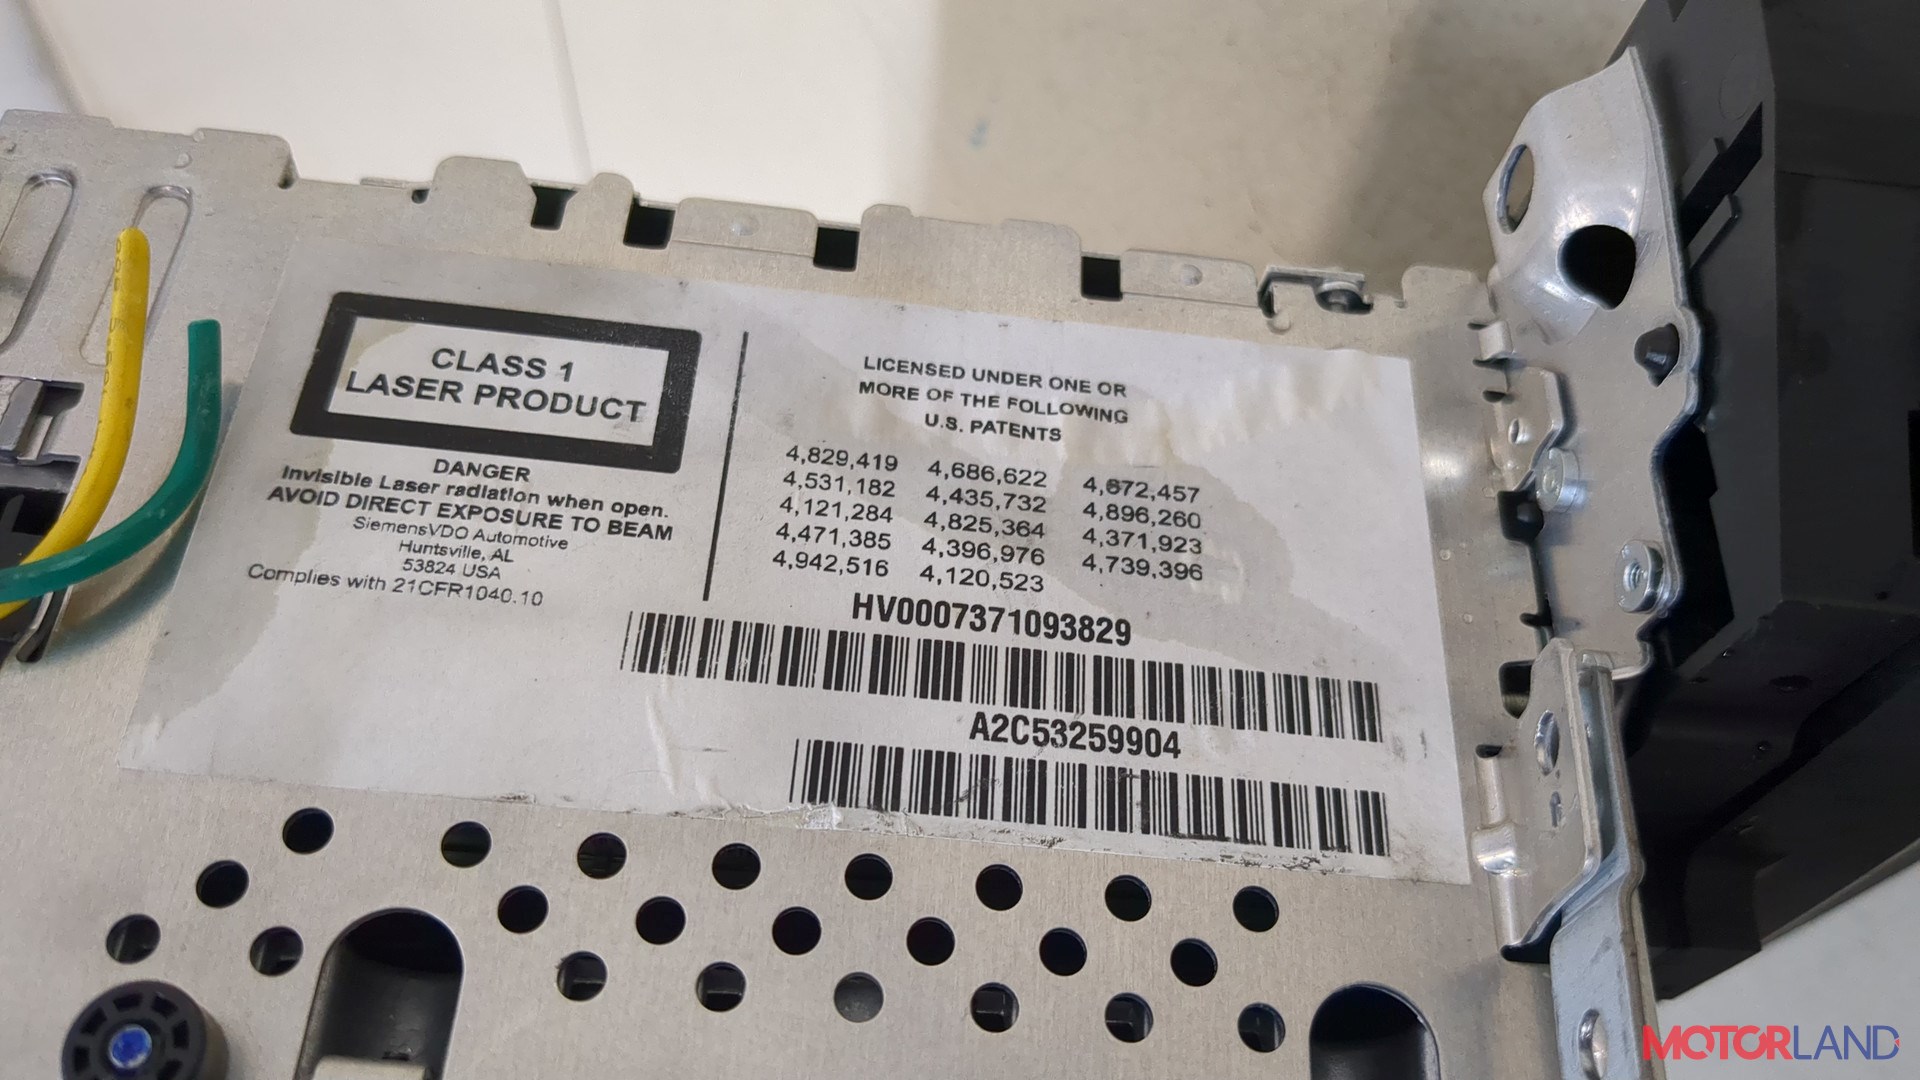 CLASS 1
LASER PRODUCT
DANGER
Invisible Laser radiation when open.
AVOID DIRECT EXPOSURE TO BEAM
SiemensVDO Automotive
Huntsville, AL
53824 USA
Complies with 21CFR1040.10
LICENSED UNDER ONE OR
MORE OF THE FOLLOWING
U.S. PATENTS
4,829,419 4,686,622 4,672,457
4,531,182 4,435,732 4,896,260
4,121,284 4,825,364 4,371,923
4,471,385 4,396,976 4,739,396
4,942,516 4,120,523
HV0007371093829
A2C53259904
MOTORLAND